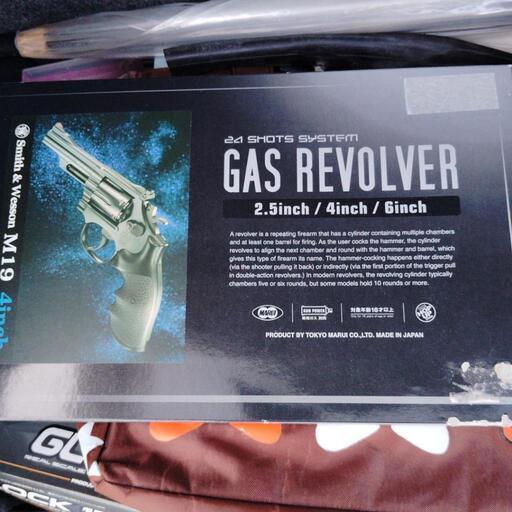 24 SHOTS SYSTEM
GAS REVOLVER
2.5inch / 4inch / 6inch
A revolver is a repeating firearm that has a cylinder containing multiple chambers
and at least one barrel for firing. As the user cocks the hammer, the cylinder
revolves to align the next chamber and round with the hammer and barrel, which
gives this type of firearm its name. The hammer-cocking happens either directly
(via the shooter pulling it back) or indirectly (via the first portion of the trigger pull
in double-action revolvers.) In modern revolvers, the revolving cylinder typically
chambers five or six rounds, but some models hold 10 rounds or more.
MARUI
GUN POWER
対象年齢18才以上
PRODUCT BY TOKYO MARUI CO.,LTD. MADE IN JAPAN
Smith & Wesson M19 4inch
REAL SCALE